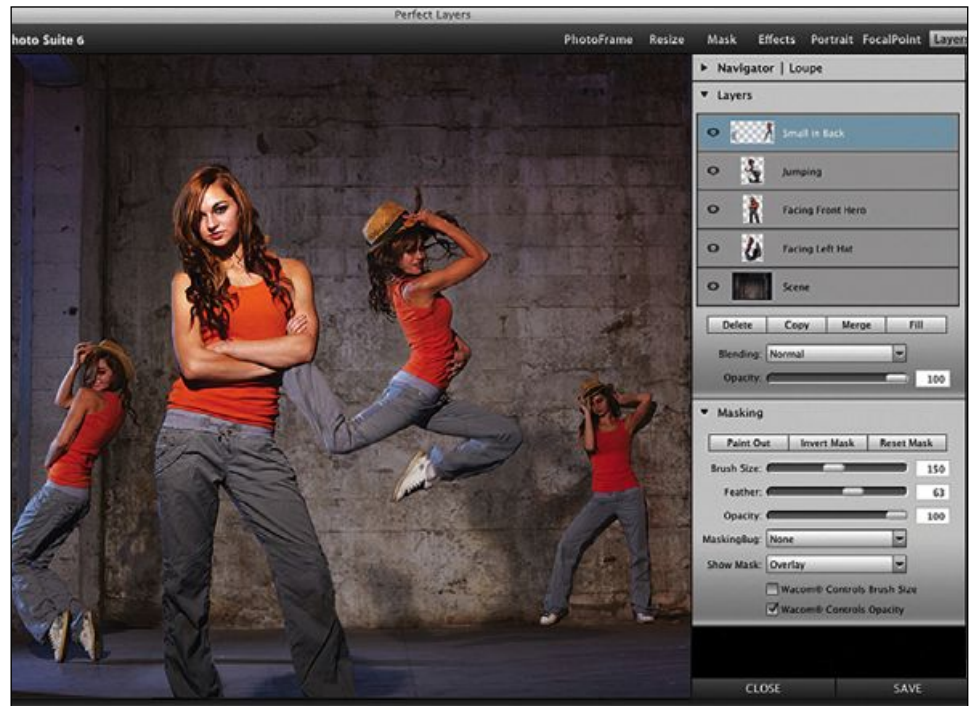 Perfect Layers
hoto Suite 6
PhotoFrame Resize Mask Effects Portrait FocalPoint Layers
Navigator | Loupe
Layers
Small in Back
Jumping
Facing Front Hero
Facing Left Hat
Scene
Delete Copy Merge Fill
Blending: Normal
Opacity: 100
Masking
Paint Out Invert Mask Reset Mask
Brush Size: 150
Feather: 63
Opacity: 100
MaskingBug: None
Show Mask: Overlay
Wacom® Controls Brush Size
Wacom® Controls Opacity
CLOSE SAVE